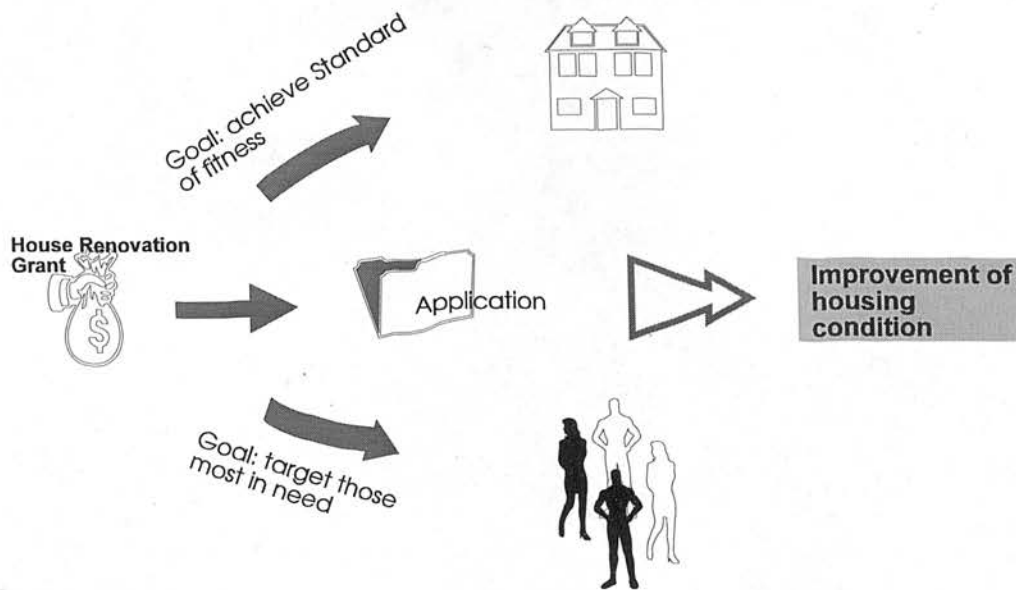 Goal: achieve Standard
of fitness
House Renovation
Grant
$
Application
Improvement of
housing
condition
Goal: target those
most in need